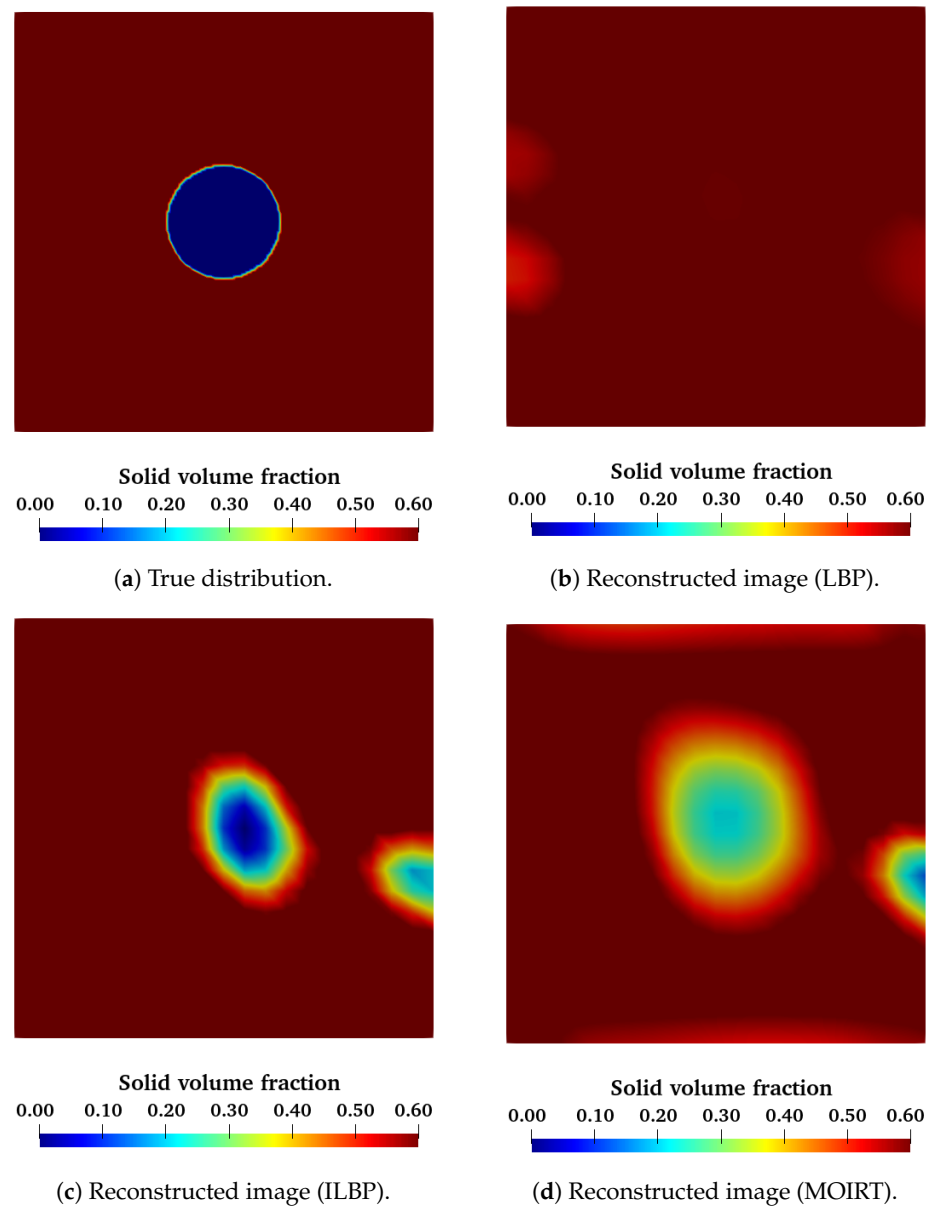 Solid volume fraction
0.00 0.10 0.20 0.30 0.40 0.50 0.60
(a) True distribution.
Solid volume fraction
0.00 0.10 0.20 0.30 0.40 0.50 0.60
(b) Reconstructed image (LBP).
Solid volume fraction
0.00 0.10 0.20 0.30 0.40 0.50 0.60
(c) Reconstructed image (ILBP).
Solid volume fraction
0.00 0.10 0.20 0.30 0.40 0.50 0.60
(d) Reconstructed image (MOIRT).